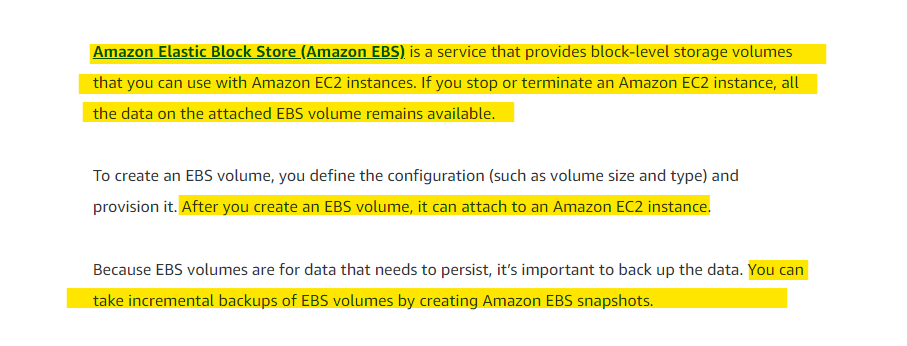 Amazon Elastic Block Store (Amazon EBS) is a service that provides block-level storage volumes
that you can use with Amazon EC2 instances. If you stop or terminate an Amazon EC2 instance, all
the data on the attached EBS volume remains available.
To create an EBS volume, you define the configuration (such as volume size and type) and
provision it. After you create an EBS volume, it can attach to an Amazon EC2 instance.
Because EBS volumes are for data that needs to persist, it’s important to back up the data. You can
take incremental backups of EBS volumes by creating Amazon EBS snapshots.